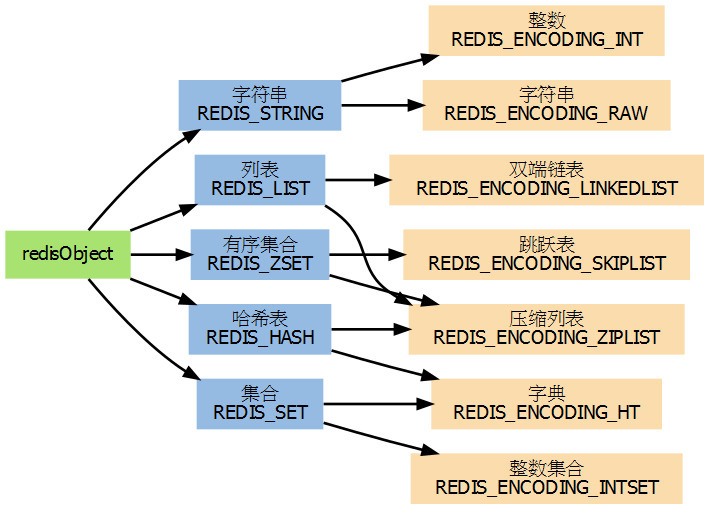 redisObject
字符串
REDIS_STRING
列表
REDIS_LIST
有序集合
REDIS_ZSET
哈希表
REDIS_HASH
集合
REDIS_SET
整数
REDIS_ENCODING_INT
字符串
REDIS_ENCODING_RAW
双端链表
REDIS_ENCODING_LINKEDLIST
跳跃表
REDIS_ENCODING_SKIPLIST
压缩列表
REDIS_ENCODING_ZIPLIST
字典
REDIS_ENCODING_HT
整数集合
REDIS_ENCODING_INTSET